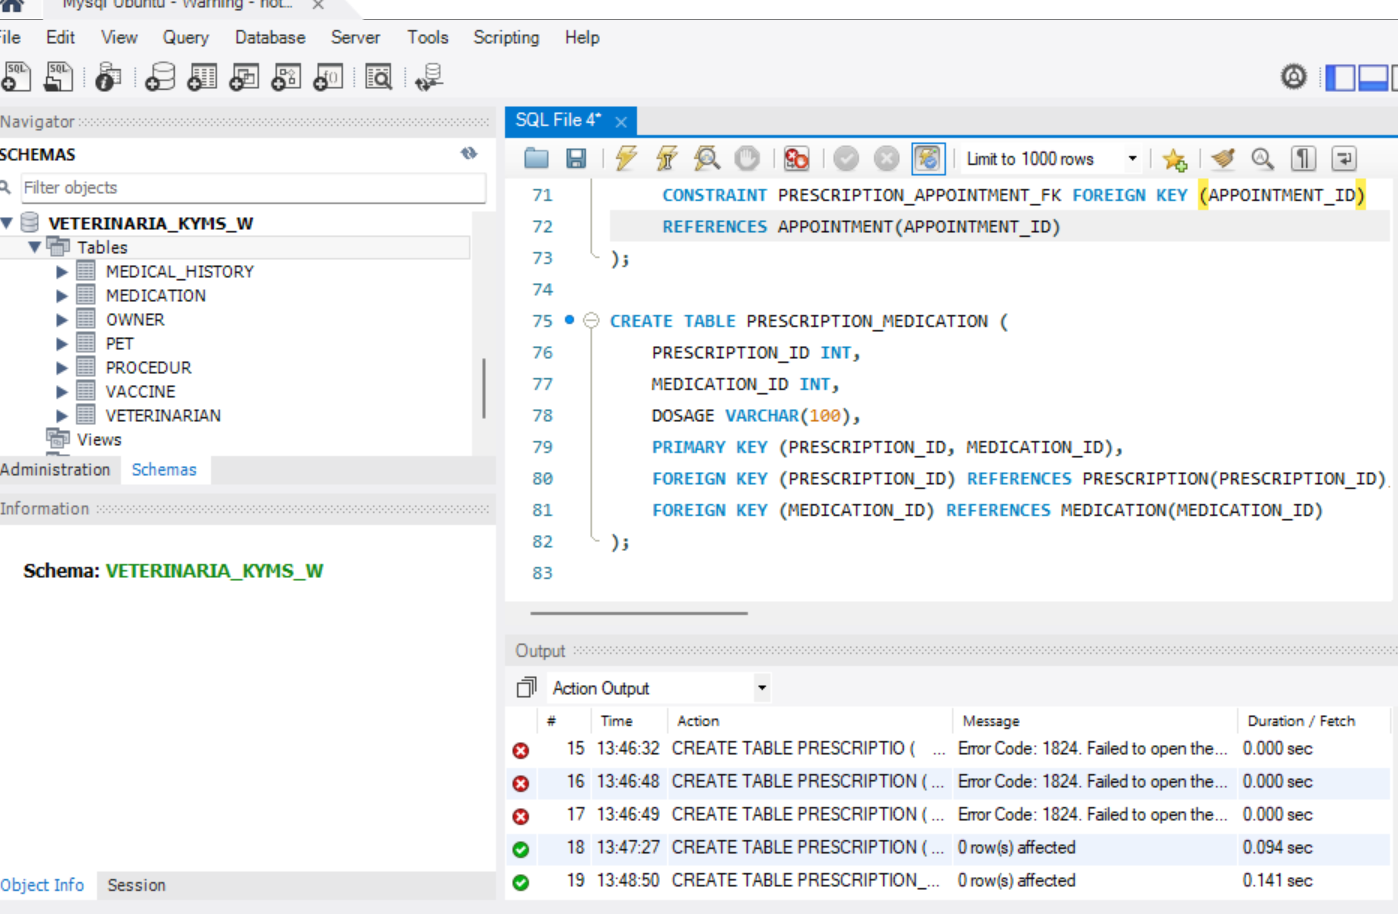 Mysql Ubuntu - Warning - not...
File Edit View Query Database Server Tools Scripting Help
Navigator
SCHEMAS
Filter objects
VETERINARIA_KYMS_W
Tables
MEDICAL_HISTORY
MEDICATION
OWNER
PET
PROCEDUR
VACCINE
VETERINARIAN
Views
Administration Schemas
Information
Schema: VETERINARIA_KYMS_W
Object Info Session
SQL File 4*
Limit to 1000 rows
71 CONSTRAINT PRESCRIPTION_APPOINTMENT_FK FOREIGN KEY (APPOINTMENT_ID)
72 REFERENCES APPOINTMENT(APPOINTMENT_ID)
73 );
74
75 CREATE TABLE PRESCRIPTION_MEDICATION (
76 PRESCRIPTION_ID INT,
77 MEDICATION_ID INT,
78 DOSAGE VARCHAR(100),
79 PRIMARY KEY (PRESCRIPTION_ID, MEDICATION_ID),
80 FOREIGN KEY (PRESCRIPTION_ID) REFERENCES PRESCRIPTION(PRESCRIPTION_ID),
81 FOREIGN KEY (MEDICATION_ID) REFERENCES MEDICATION(MEDICATION_ID)
82 );
83
Output
Action Output
# Time Action Message Duration / Fetch
15 13:46:32 CREATE TABLE PRESCRIPTIO ( ... Error Code: 1824. Failed to open the... 0.000 sec
16 13:46:48 CREATE TABLE PRESCRIPTION ( ... Error Code: 1824. Failed to open the... 0.000 sec
17 13:46:49 CREATE TABLE PRESCRIPTION ( ... Error Code: 1824. Failed to open the... 0.000 sec
18 13:47:27 CREATE TABLE PRESCRIPTION ( ... 0 row(s) affected 0.094 sec
19 13:48:50 CREATE TABLE PRESCRIPTION_... 0 row(s) affected 0.141 sec